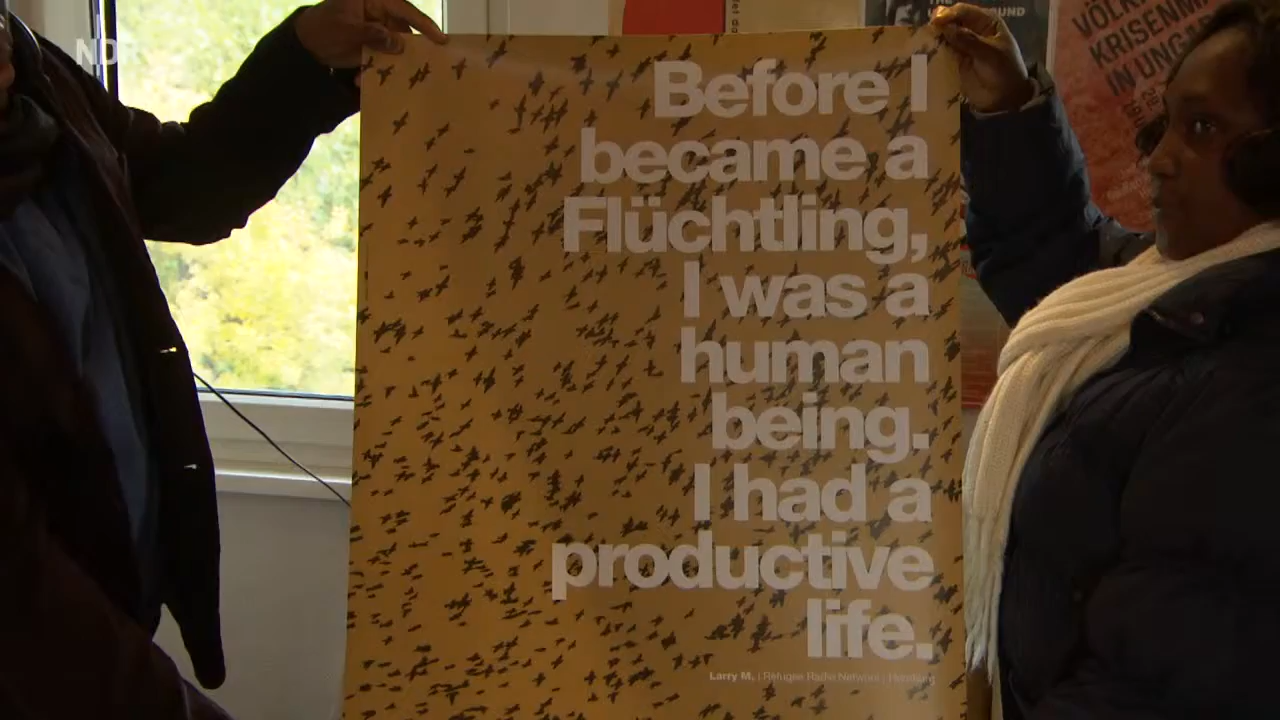 NDR
UND
VÖLK
KRISENM
IN UNGA
Before I
became a
Flüchtling,
I was a
human
being.
I had a
productive
life.
Larry M. | Refugee Radio Network | Hamburg